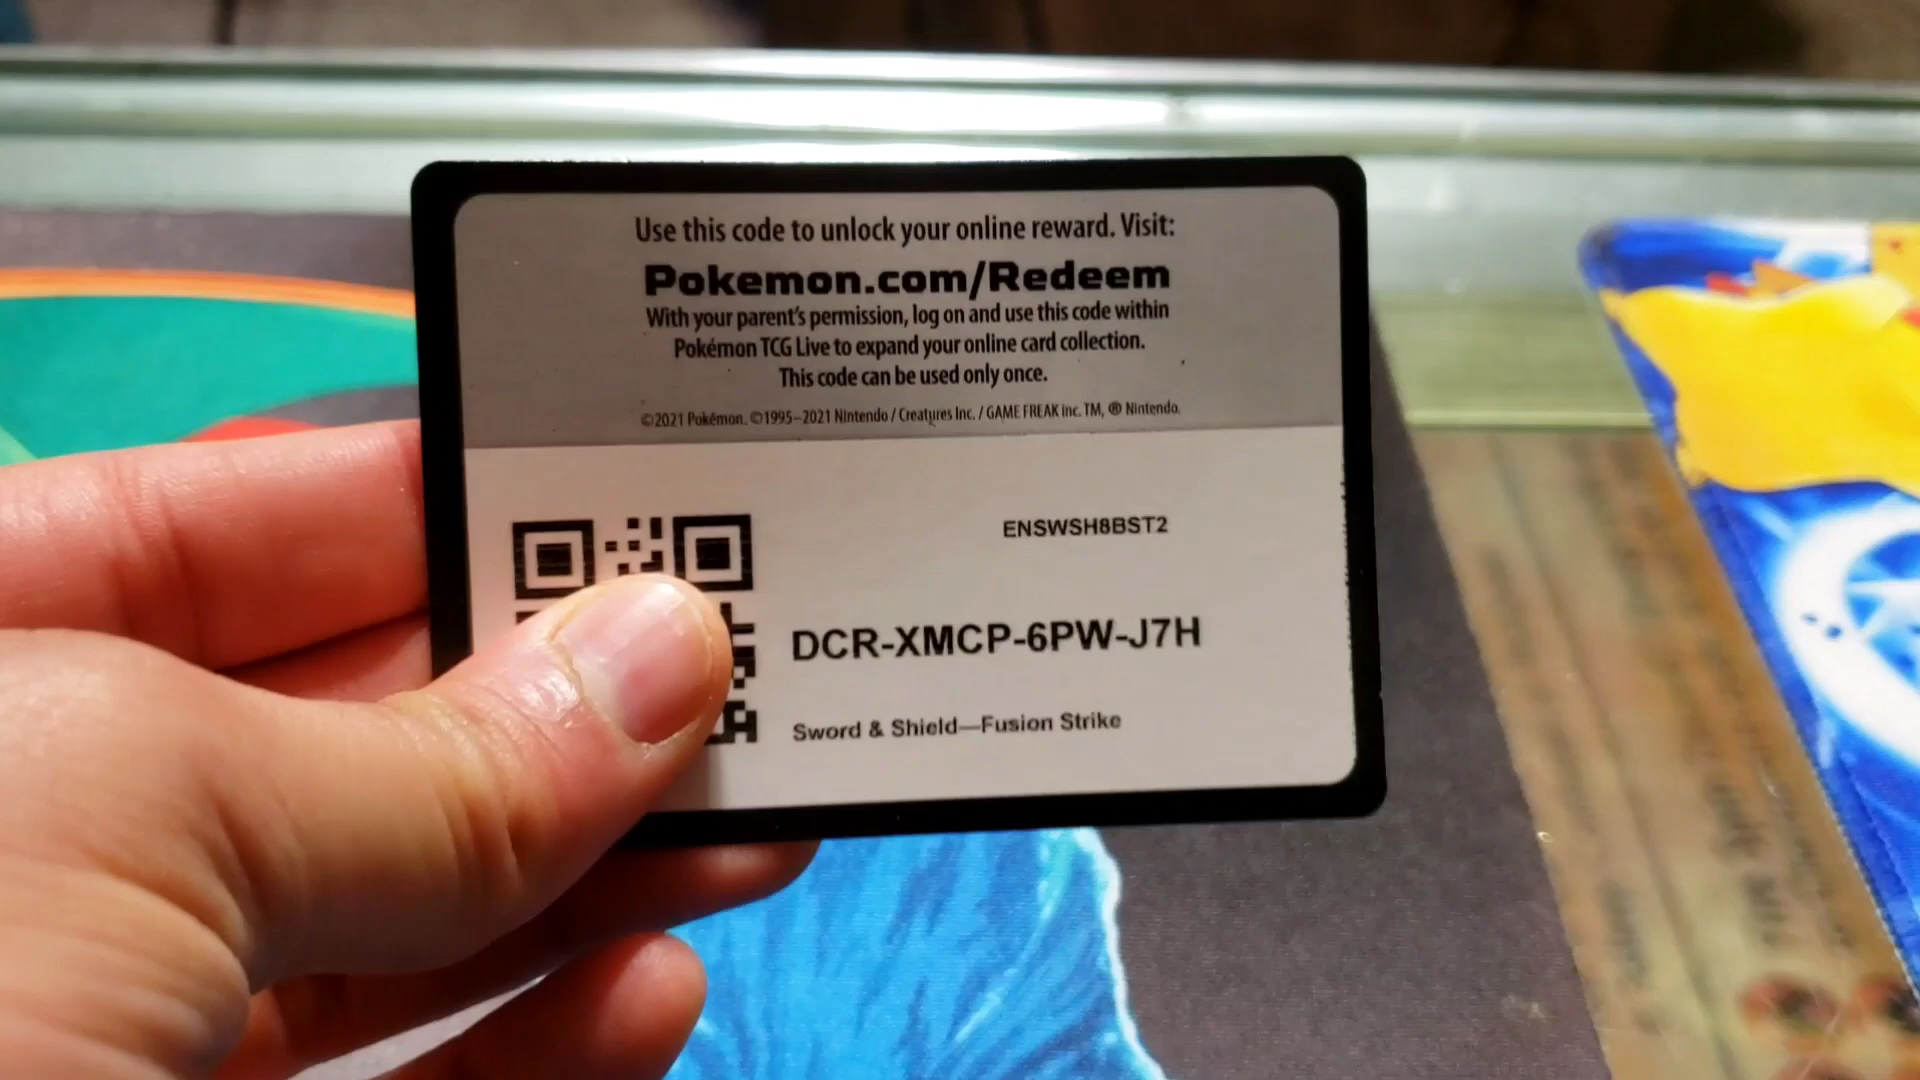 Use this code to unlock your online reward. Visit:
Pokemon.com/Redeem
With your parent's permission, log on and use this code within
Pokémon TCG Live to expand your online card collection.
This code can be used only once.
©2021 Pokémon. ©1995–2021 Nintendo / Creatures Inc. / GAME FREAK inc. TM, ® Nintendo.
ENSWSH8BST2
DCR-XMCP-6PW-J7H
Sword & Shield—Fusion Strike